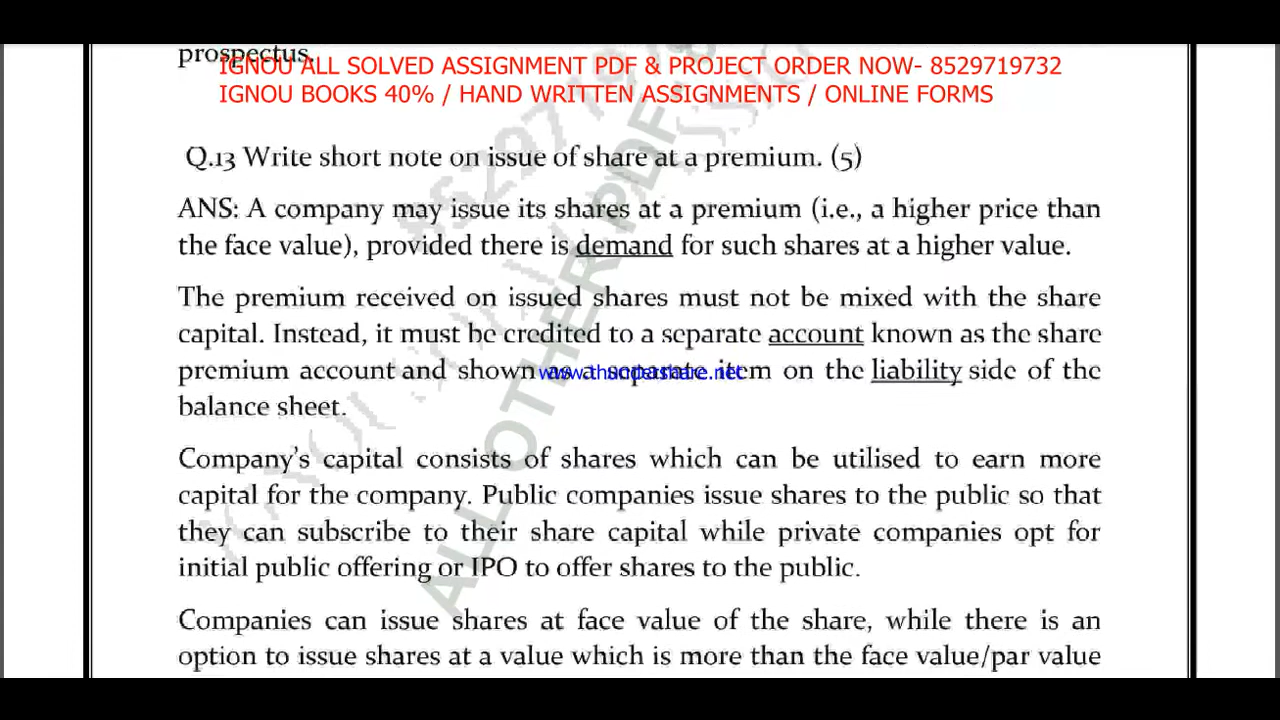 prospectus.
IGNOU ALL SOLVED ASSIGNMENT PDF & PROJECT ORDER NOW- 8529719732
IGNOU BOOKS 40% / HAND WRITTEN ASSIGNMENTS / ONLINE FORMS
Q.13 Write short note on issue of share at a premium. (5)
ANS: A company may issue its shares at a premium (i.e., a higher price than
the face value), provided there is demand for such shares at a higher value.
The premium received on issued shares must not be mixed with the share
capital. Instead, it must be credited to a separate account known as the share
premium account and shown as a separate item on the liability side of the
www.thundershare.net
balance sheet.
Company's capital consists of shares which can be utilised to earn more
capital for the company. Public companies issue shares to the public so that
they can subscribe to their share capital while private companies opt for
initial public offering or IPO to offer shares to the public.
Companies can issue shares at face value of the share, while there is an
option to issue shares at a value which is more than the face value/par value
ALL OTHER PDF